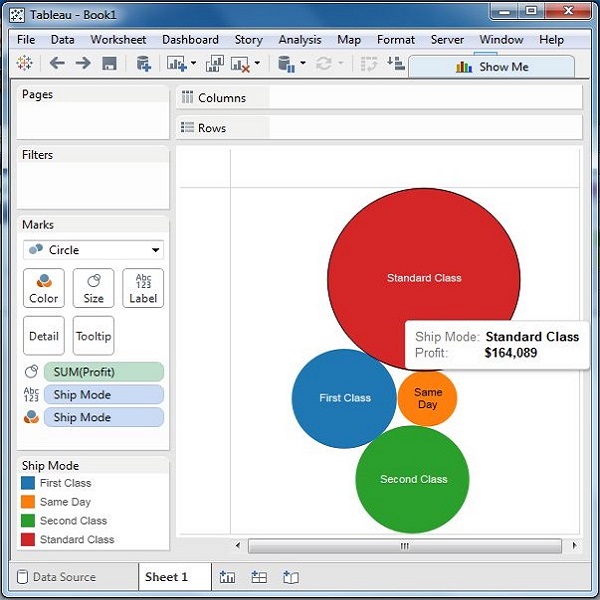 Tableau - Book1
File Data Worksheet Dashboard Story Analysis Map Format Server Window Help
Show Me
Pages
Columns
Rows
Filters
Marks
Circle
Color Size Abc 123 Label
Detail Tooltip
SUM(Profit)
Abc 123 Ship Mode
Ship Mode
Ship Mode
First Class
Same Day
Second Class
Standard Class
Standard Class
Ship Mode: Standard Class
Profit: $164,089
First Class
Same
Day
Second Class
Data Source Sheet 1